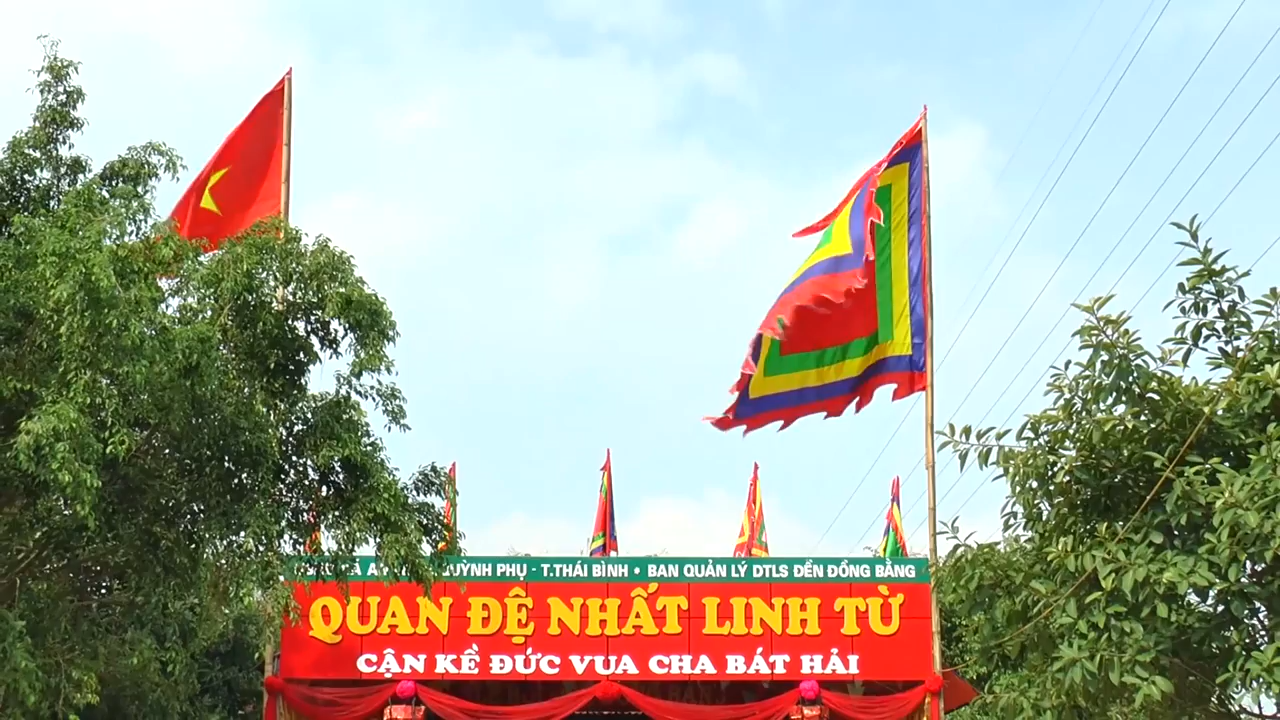 QUỲNH PHỤ - T.THÁI BÌNH • BAN QUẢN LÝ DTLS ĐỀN ĐỒNG BẰNG
QUAN ĐỆ NHẤT LINH TỪ
CẬN KỀ ĐỨC VUA CHA BÁT HẢI